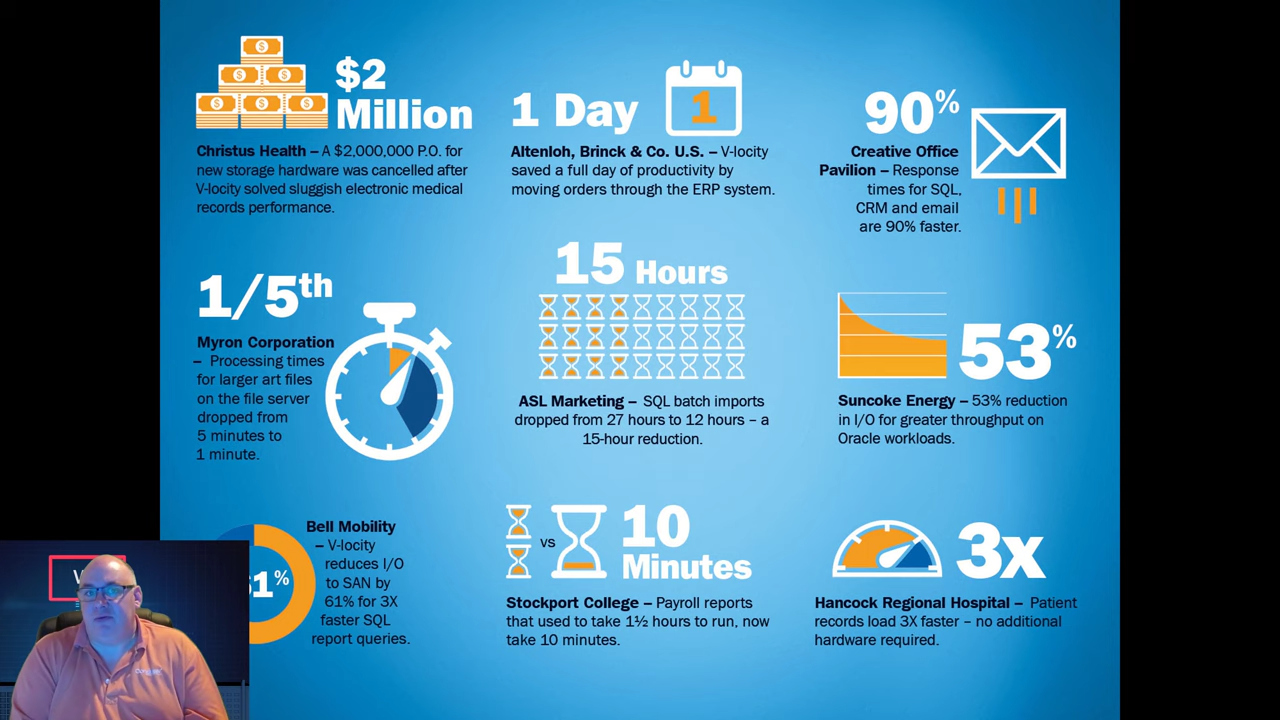 $2
Million
Christus Health – A $2,000,000 P.O. for
new storage hardware was cancelled after
V-locity solved sluggish electronic medical
records performance.
1 Day
1
Altenloh, Brinck & Co. U.S. – V-locity
saved a full day of productivity by
moving orders through the ERP system.
90%
Creative Office
Pavilion – Response
times for SQL,
CRM and email
are 90% faster.
1/5th
Myron Corporation
– Processing times
for larger art files
on the file server
dropped from
5 minutes to
1 minute.
15 Hours
ASL Marketing – SQL batch imports
dropped from 27 hours to 12 hours – a
15-hour reduction.
53%
Suncoke Energy – 53% reduction
in I/O for greater throughput on
Oracle workloads.
1%
Bell Mobility
– V-locity
reduces I/O
to SAN by
61% for 3X
faster SQL
report queries.
vs
10
Minutes
Stockport College – Payroll reports
that used to take 1½ hours to run, now
take 10 minutes.
3x
Hancock Regional Hospital – Patient
records load 3X faster – no additional
hardware required.